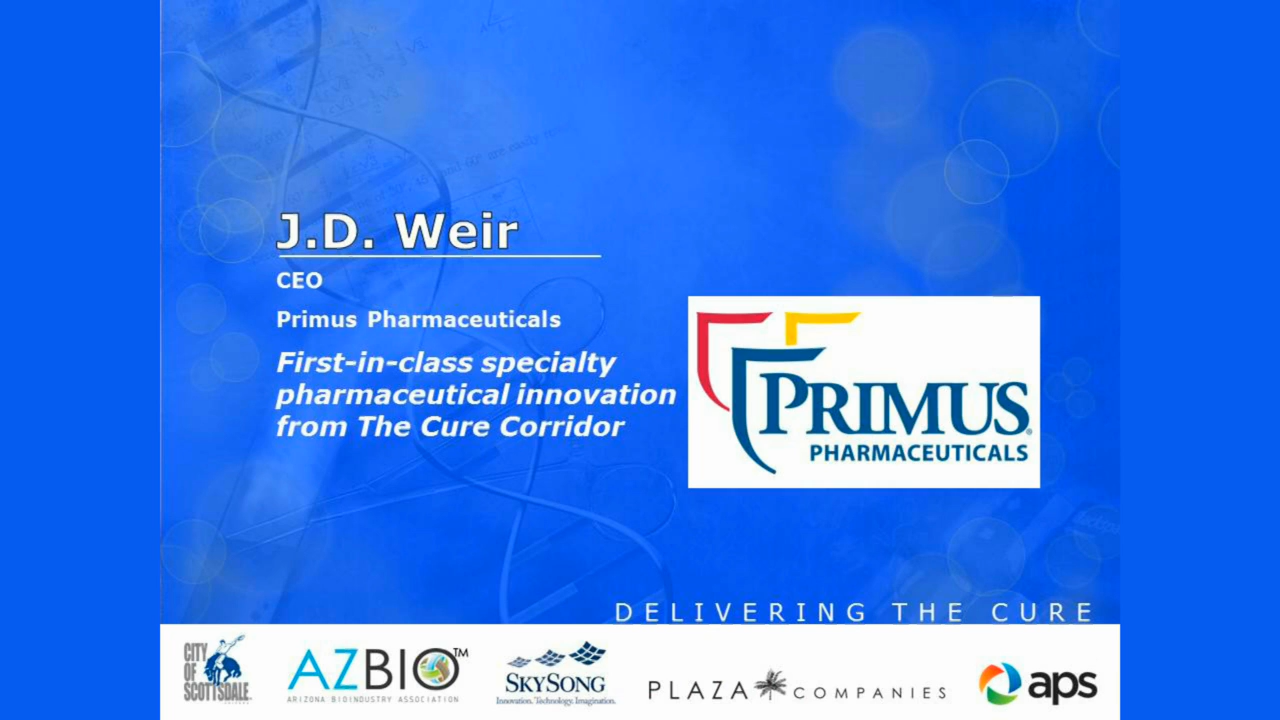 J.D. Weir
CEO
Primus Pharmaceuticals
First-in-class specialty
pharmaceutical innovation
from The Cure Corridor
PRIMUS
PHARMACEUTICALS
DELIVERING THE CURE
CITY
OF
SCOTTSDALE
AZBIO™
ARIZONA BIOINDUSTRY ASSOCIATION
SKYSONG
Innovation. Technology. Imagination.
PLAZA COMPANIES
aps